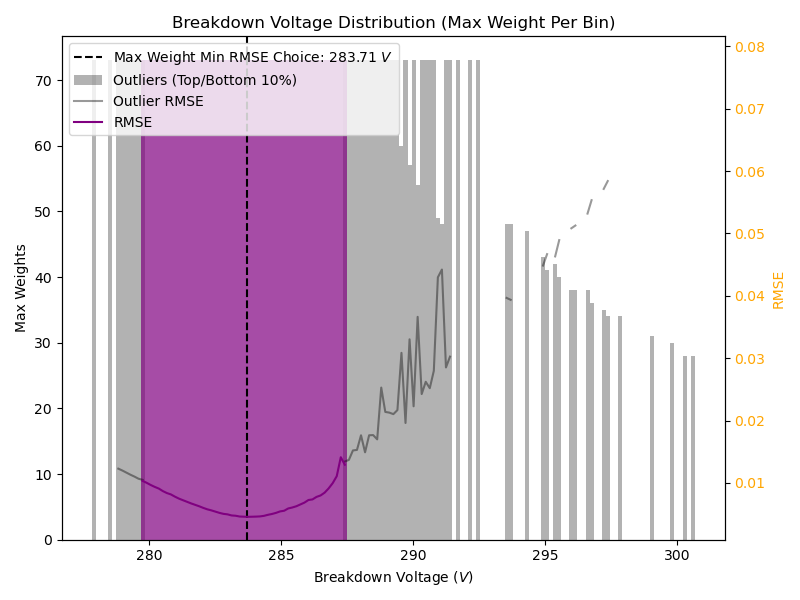 Breakdown Voltage Distribution (Max Weight Per Bin)
Max Weight Min RMSE Choice: 283.71 V
Outliers (Top/Bottom 10%)
Outlier RMSE
RMSE
Max Weights
70
60
50
40
30
20
10
0
0.08
0.07
0.06
0.05
0.04
0.03
0.02
0.01
RMSE
280
285
290
295
300
Breakdown Voltage (V)